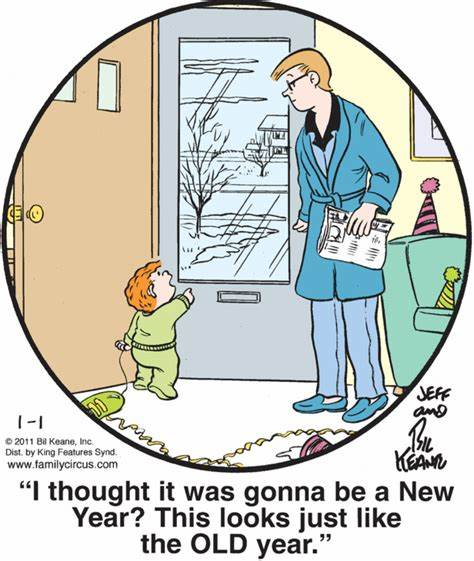 1-1
© 2011 Bil Keane, Inc.
Dist. by King Features Synd.
www.familycircus.com
JEFF
and
BIL
KEANE
"I thought it was gonna be a New
Year? This looks just like
the OLD year."